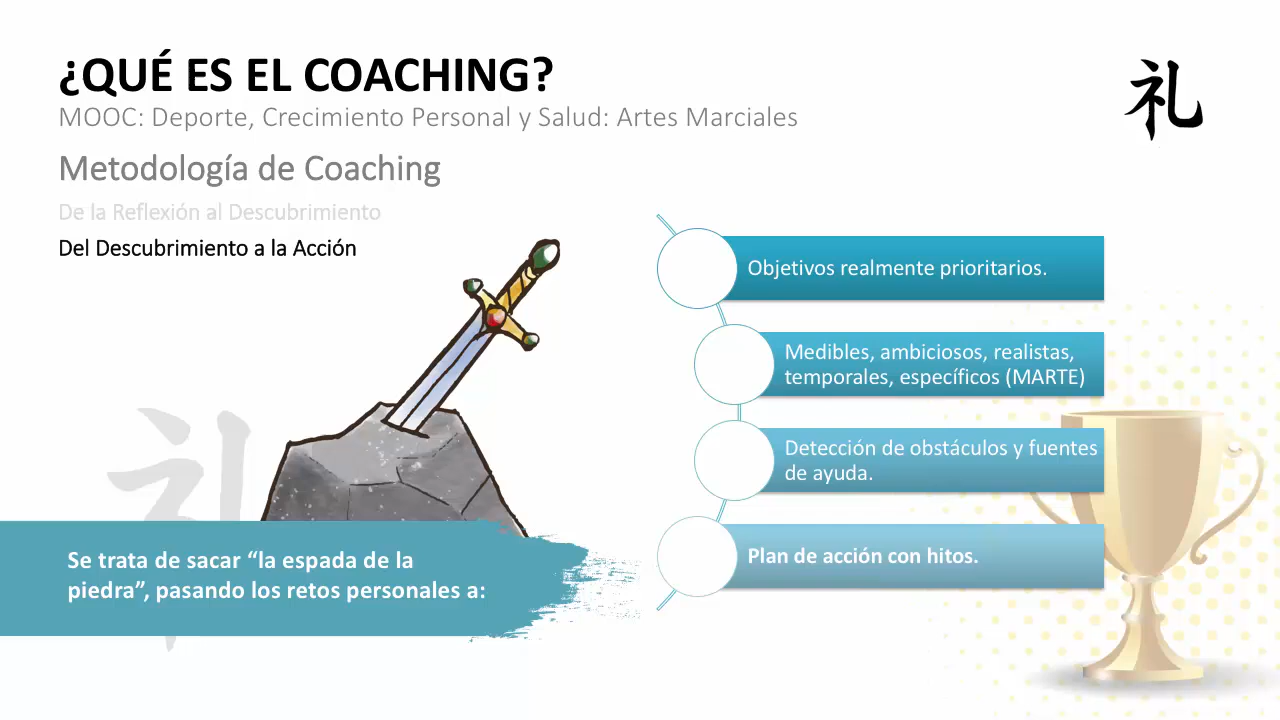 ¿QUÉ ES EL COACHING?
MOOC: Deporte, Crecimiento Personal y Salud: Artes Marciales
礼
Metodología de Coaching
De la Reflexión al Descubrimiento
Del Descubrimiento a la Acción
Objetivos realmente prioritarios.
Medibles, ambiciosos, realistas,
temporales, específicos (MARTE)
Detección de obstáculos y fuentes
de ayuda.
Plan de acción con hitos.
礼
Se trata de sacar “la espada de la
piedra”, pasando los retos personales a: